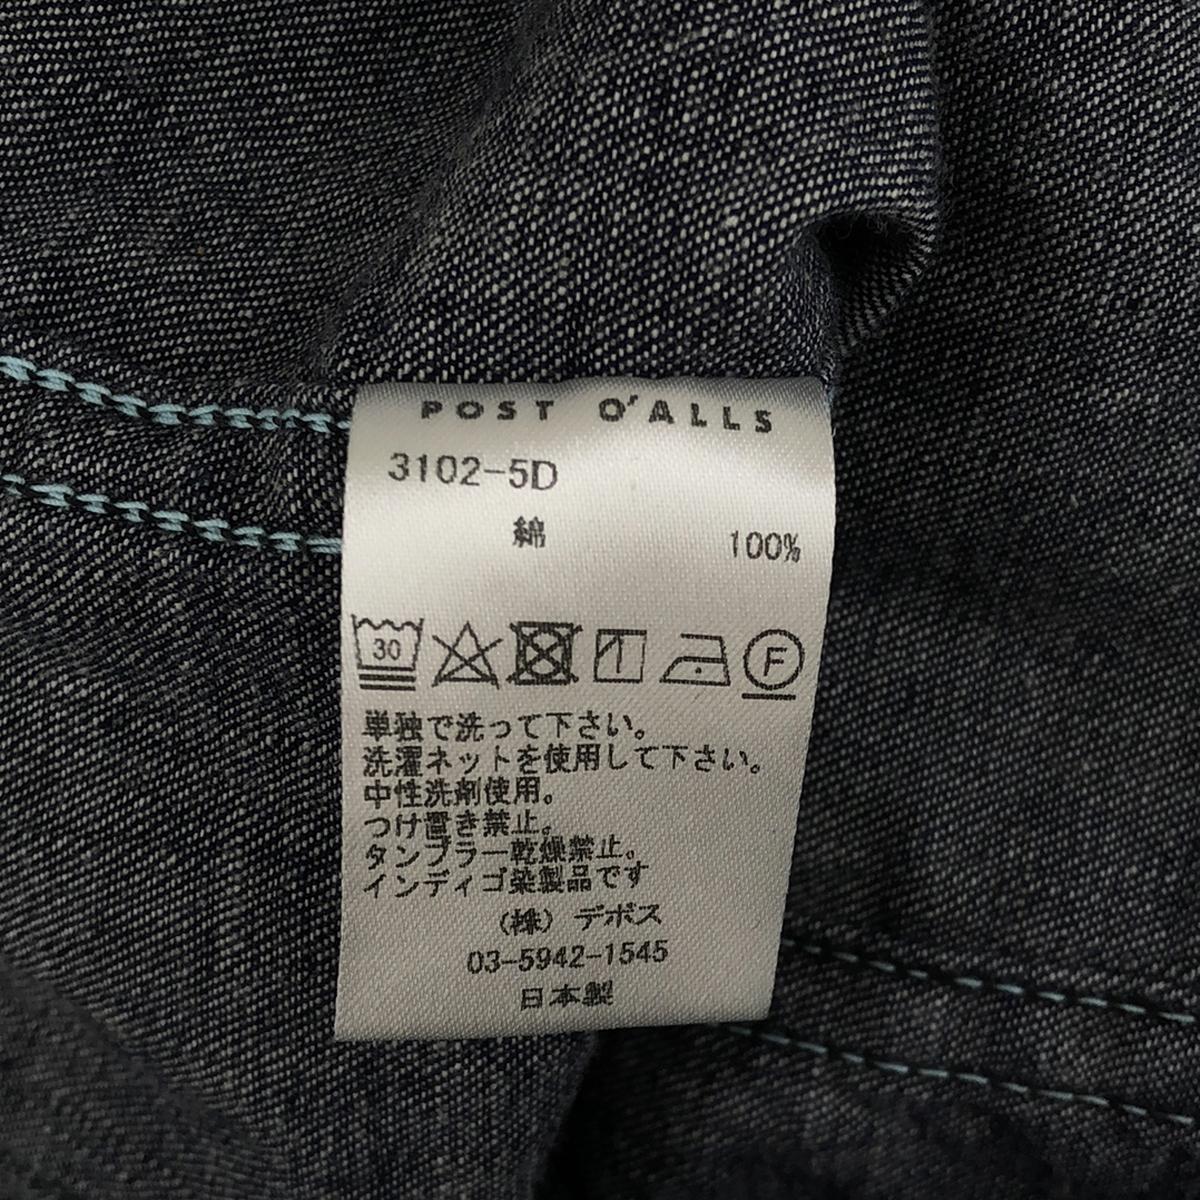 POST O'ALLS
3102-5D
綿 100%
30 F
単独で洗って下さい。
洗濯ネットを使用して下さい。
中性洗剤使用。
つけ置き禁止。
タンブラー乾燥禁止。
インディゴ染製品です
(株) デボス
03-5942-1545
日本製